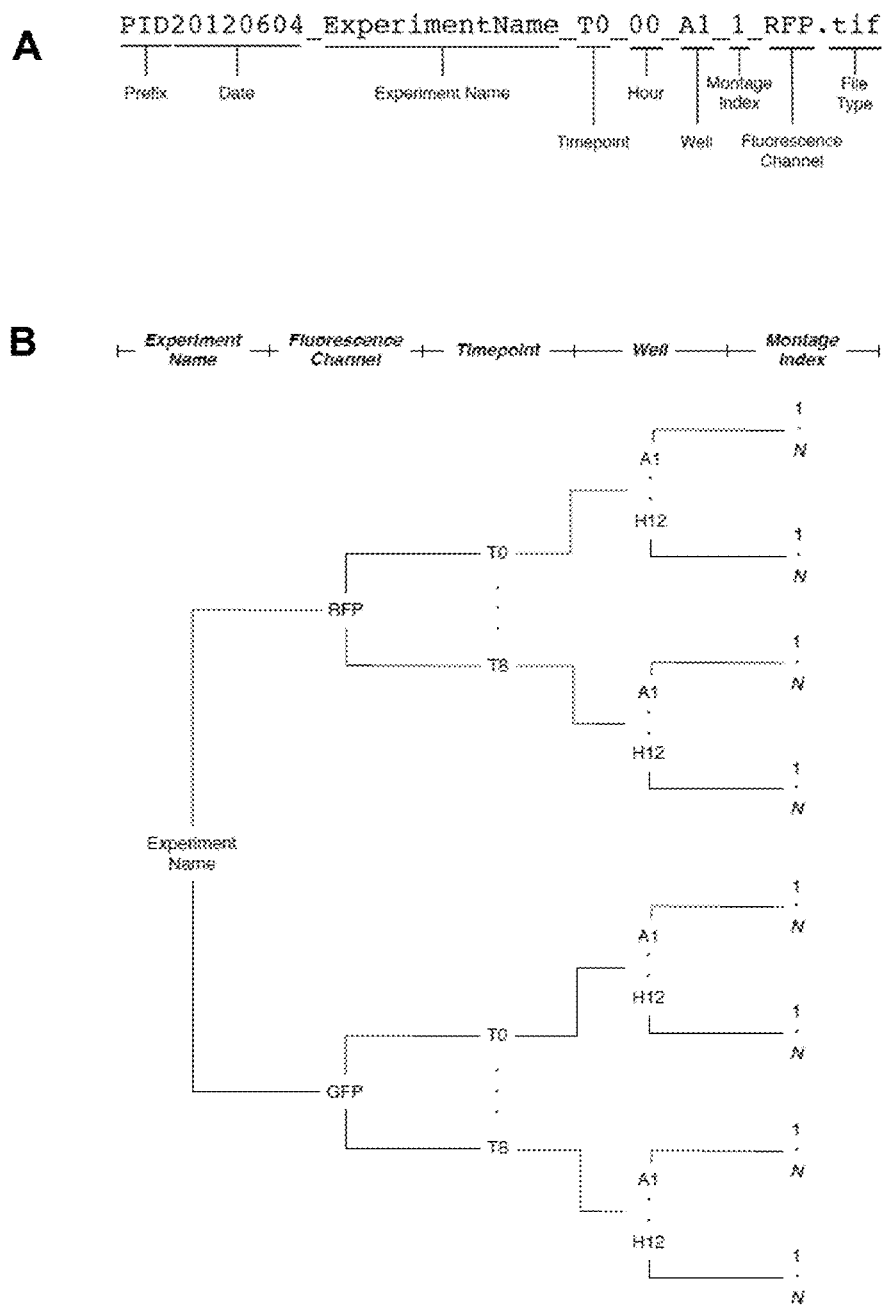 A
PID20120604_ExperimentName_T0_00_A1_1_RFP.tif
Prefix Date Experiment Name Hour Montage Index File Type
Timepoint Well Fluorescence Channel
B
Experiment Name Fluorescence Channel Timepoint Well Montage Index
1
N
A1
H12
1
N
T0
RFP
T8
1
N
A1
H12
1
N
Experiment
Name
1
N
A1
H12
1
N
T0
GFP
T8
1
N
A1
H12
1
N